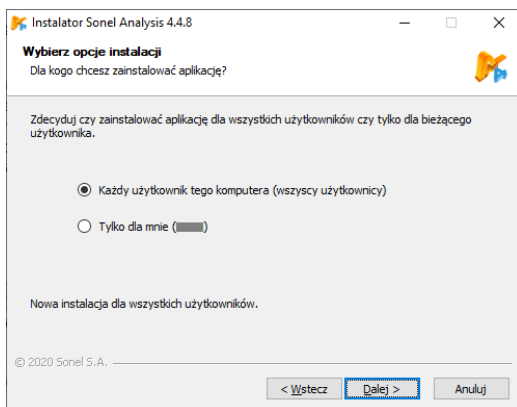 Instalator Sonel Analysis 4.4.8
Wybierz opcje instalacji
Dla kogo chcesz zainstalować aplikację?
Zdecyduj czy zainstalować aplikację dla wszystkich użytkowników czy tylko dla bieżącego
użytkownika.
Każdy użytkownik tego komputera (wszyscy użytkownicy)
Tylko dla mnie ( )
Nowa instalacja dla wszystkich użytkowników.
© 2020 Sonel S.A.
< Wstecz
Dalej >
Anuluj